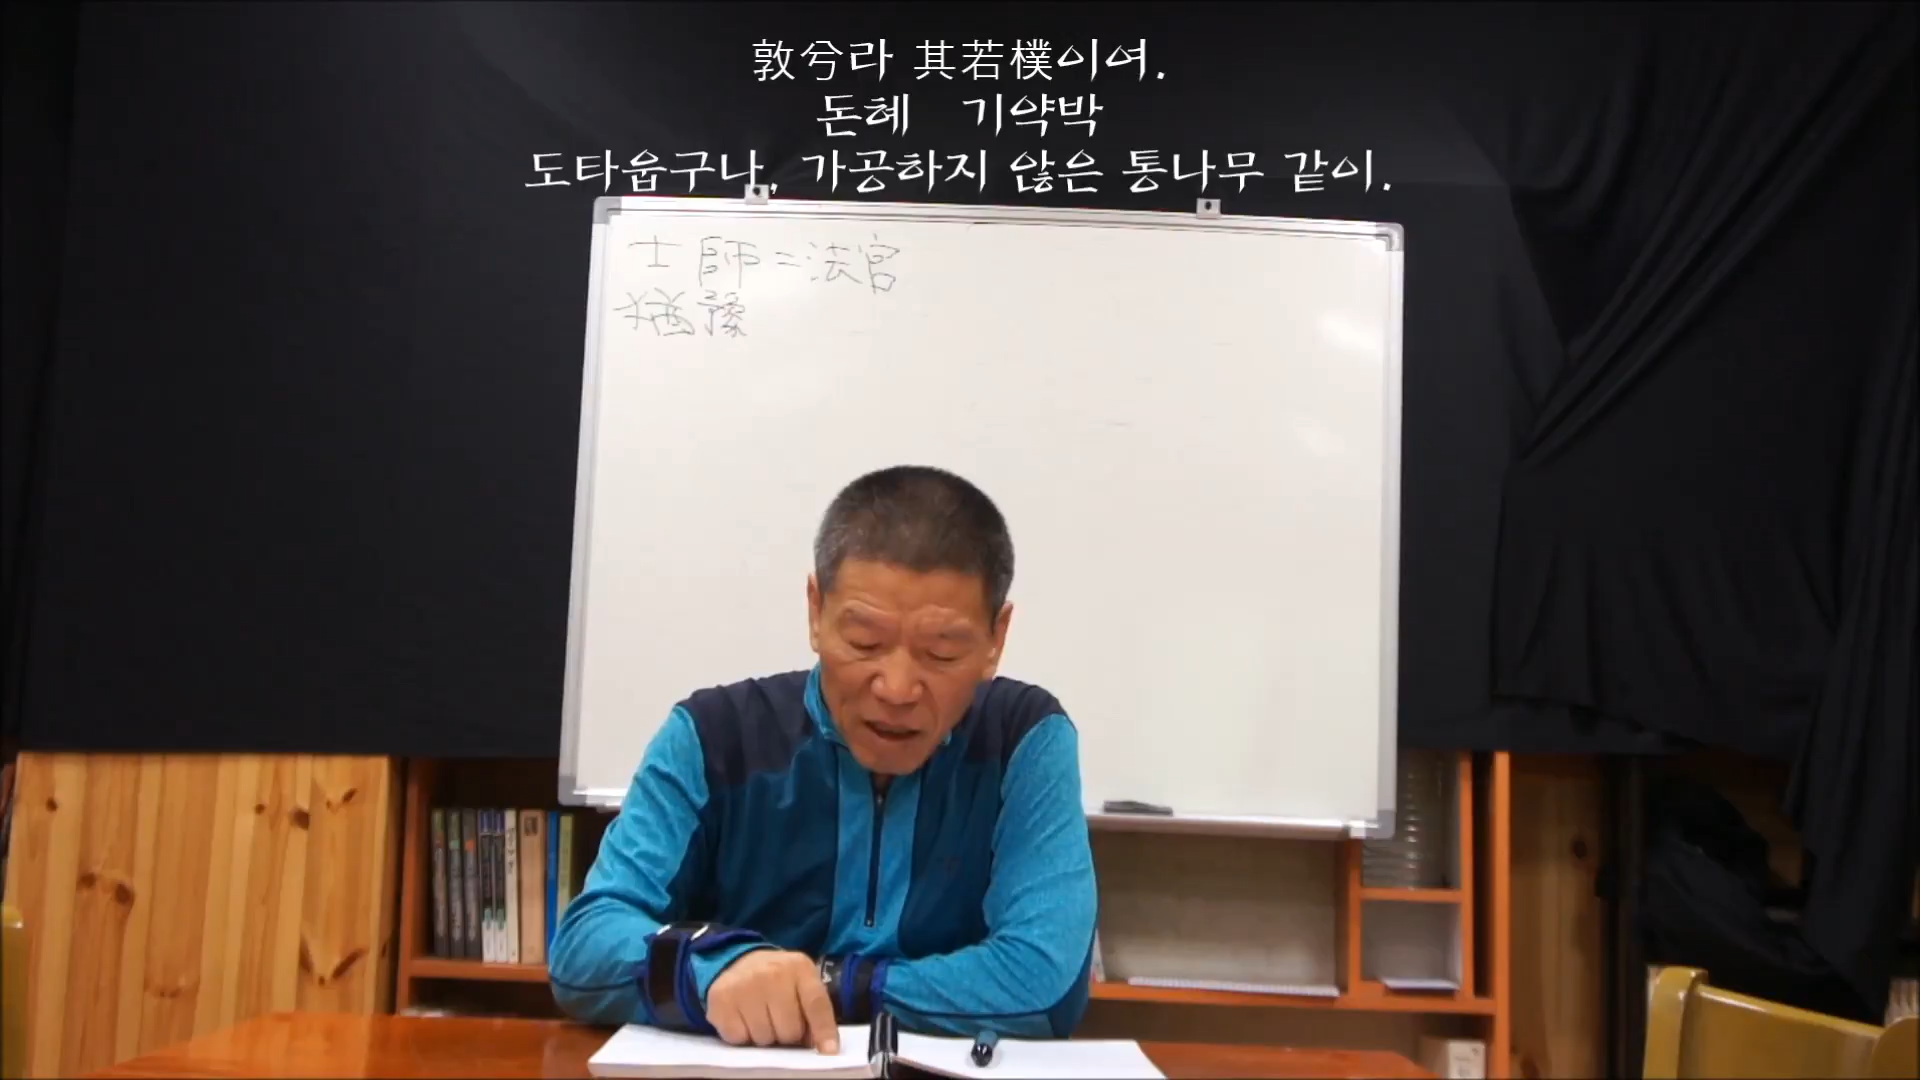 敦兮라 其若樸이여.
돈혜 기약박
도타웁구나, 가공하지 않은 통나무 같이.
士師=法官
猶豫